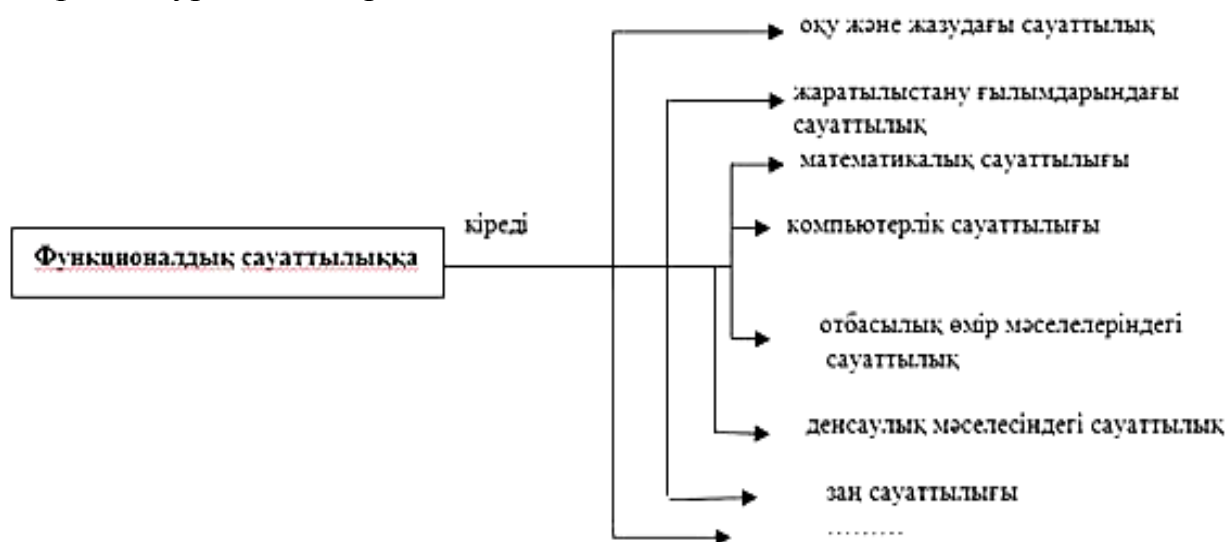 оқу және жазудағы сауаттылық
жаратылыстану ғылымдарындағы
сауаттылық
математикалық сауаттылығы
кіреді
компьютерлік сауаттылығы
Функционалдық сауаттылыққа
отбасылық өмір мәселелеріндегі
сауаттылық
денсаулық мәселесіндегі сауаттылық
заң сауаттылығы
.........